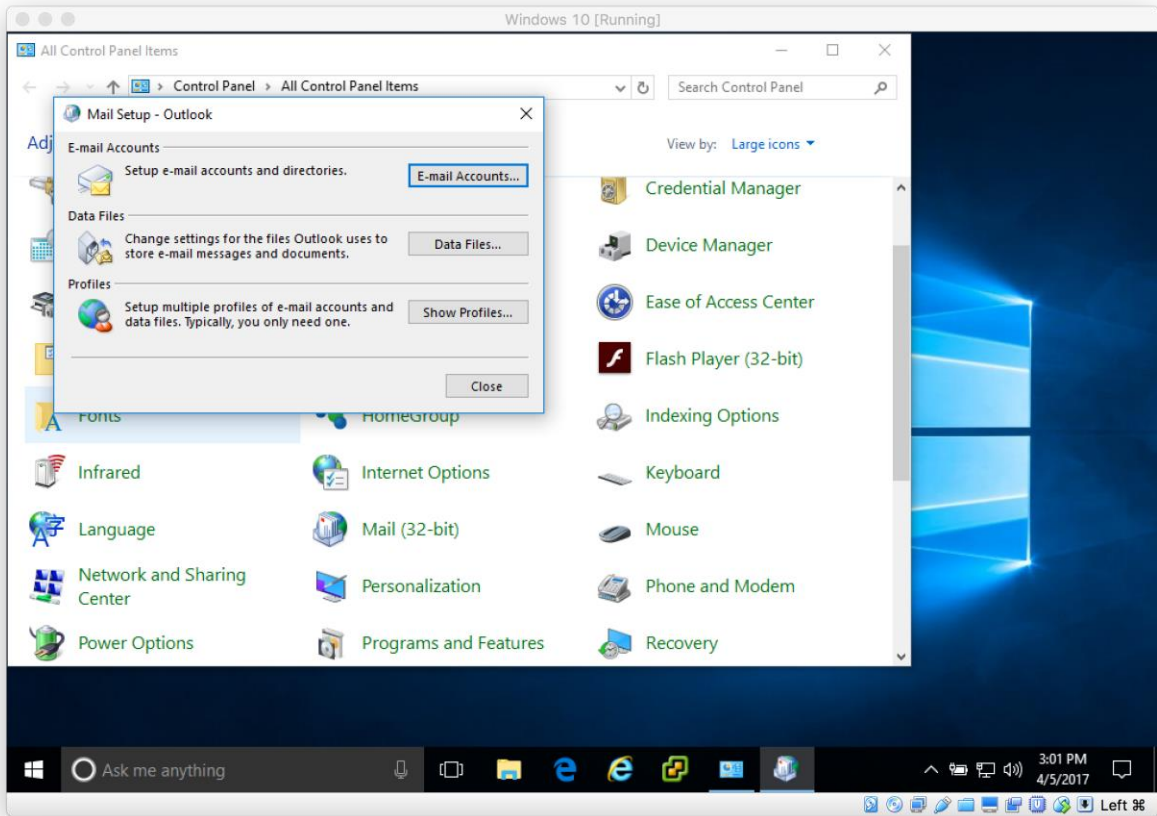 Windows 10 [Running]
All Control Panel Items
Control Panel > All Control Panel Items
Search Control Panel
Mail Setup - Outlook
Adj
View by: Large icons
E-mail Accounts
Setup e-mail accounts and directories.
E-mail Accounts...
Data Files
Change settings for the files Outlook uses to
store e-mail messages and documents.
Data Files...
Profiles
Setup multiple profiles of e-mail accounts and
data files. Typically, you only need one.
Show Profiles...
Close
Credential Manager
Device Manager
Ease of Access Center
Flash Player (32-bit)
Fonts
HomeGroup
Indexing Options
Infrared
Internet Options
Keyboard
Language
Mail (32-bit)
Mouse
Network and Sharing
Center
Personalization
Phone and Modem
Power Options
Programs and Features
Recovery
Ask me anything
3:01 PM
4/5/2017
Left ⌘